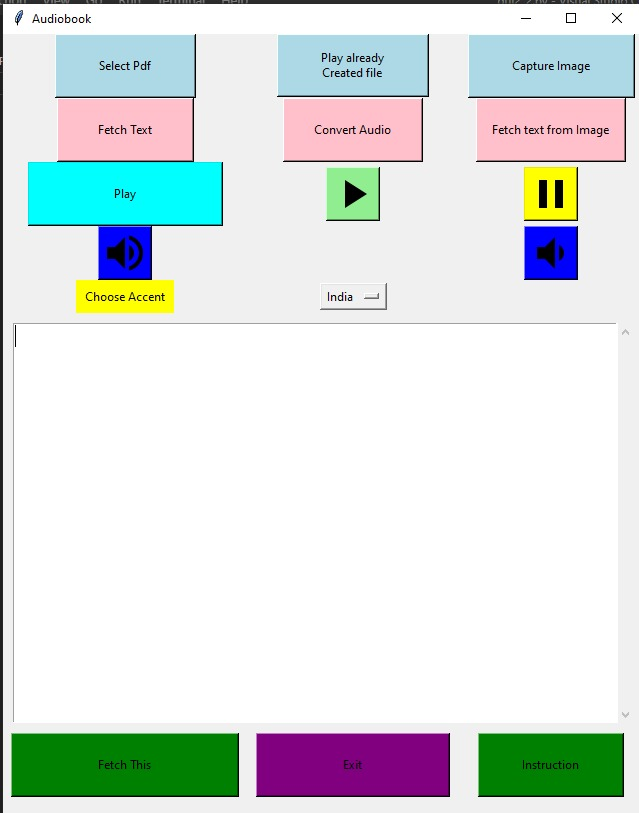 Audiobook
Select Pdf
Play already
Created file
Capture Image
Fetch Text
Convert Audio
Fetch text from Image
Play
Choose Accent
India
Fetch This
Exit
Instruction